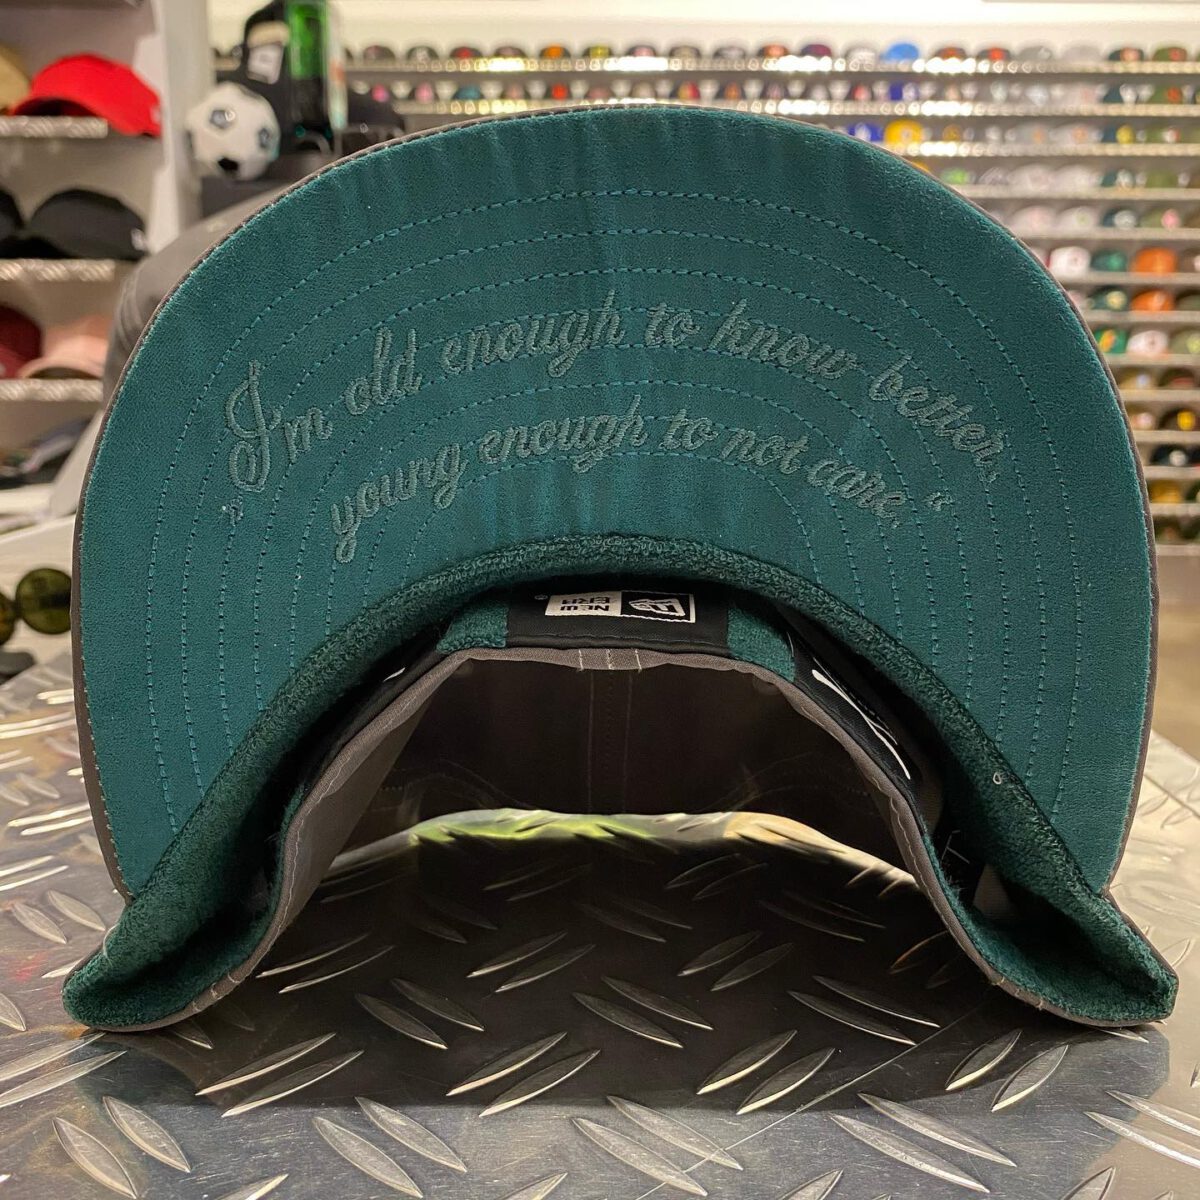 „I'm old enough to know better,
young enough to not care.“
NEW
ERA